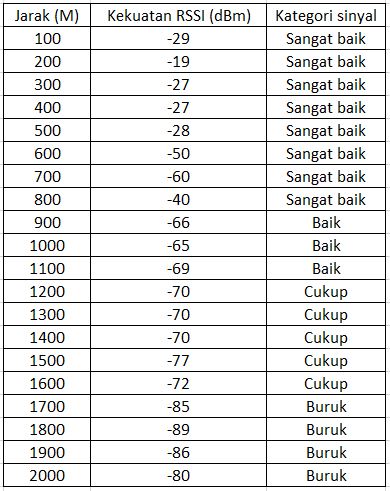 Jarak (M) Kekuatan RSSI (dBm) Kategori sinyal
100 -29 Sangat baik
200 -19 Sangat baik
300 -27 Sangat baik
400 -27 Sangat baik
500 -28 Sangat baik
600 -50 Sangat baik
700 -60 Sangat baik
800 -40 Sangat baik
900 -66 Baik
1000 -65 Baik
1100 -69 Baik
1200 -70 Cukup
1300 -70 Cukup
1400 -70 Cukup
1500 -77 Cukup
1600 -72 Cukup
1700 -85 Buruk
1800 -89 Buruk
1900 -86 Buruk
2000 -80 Buruk